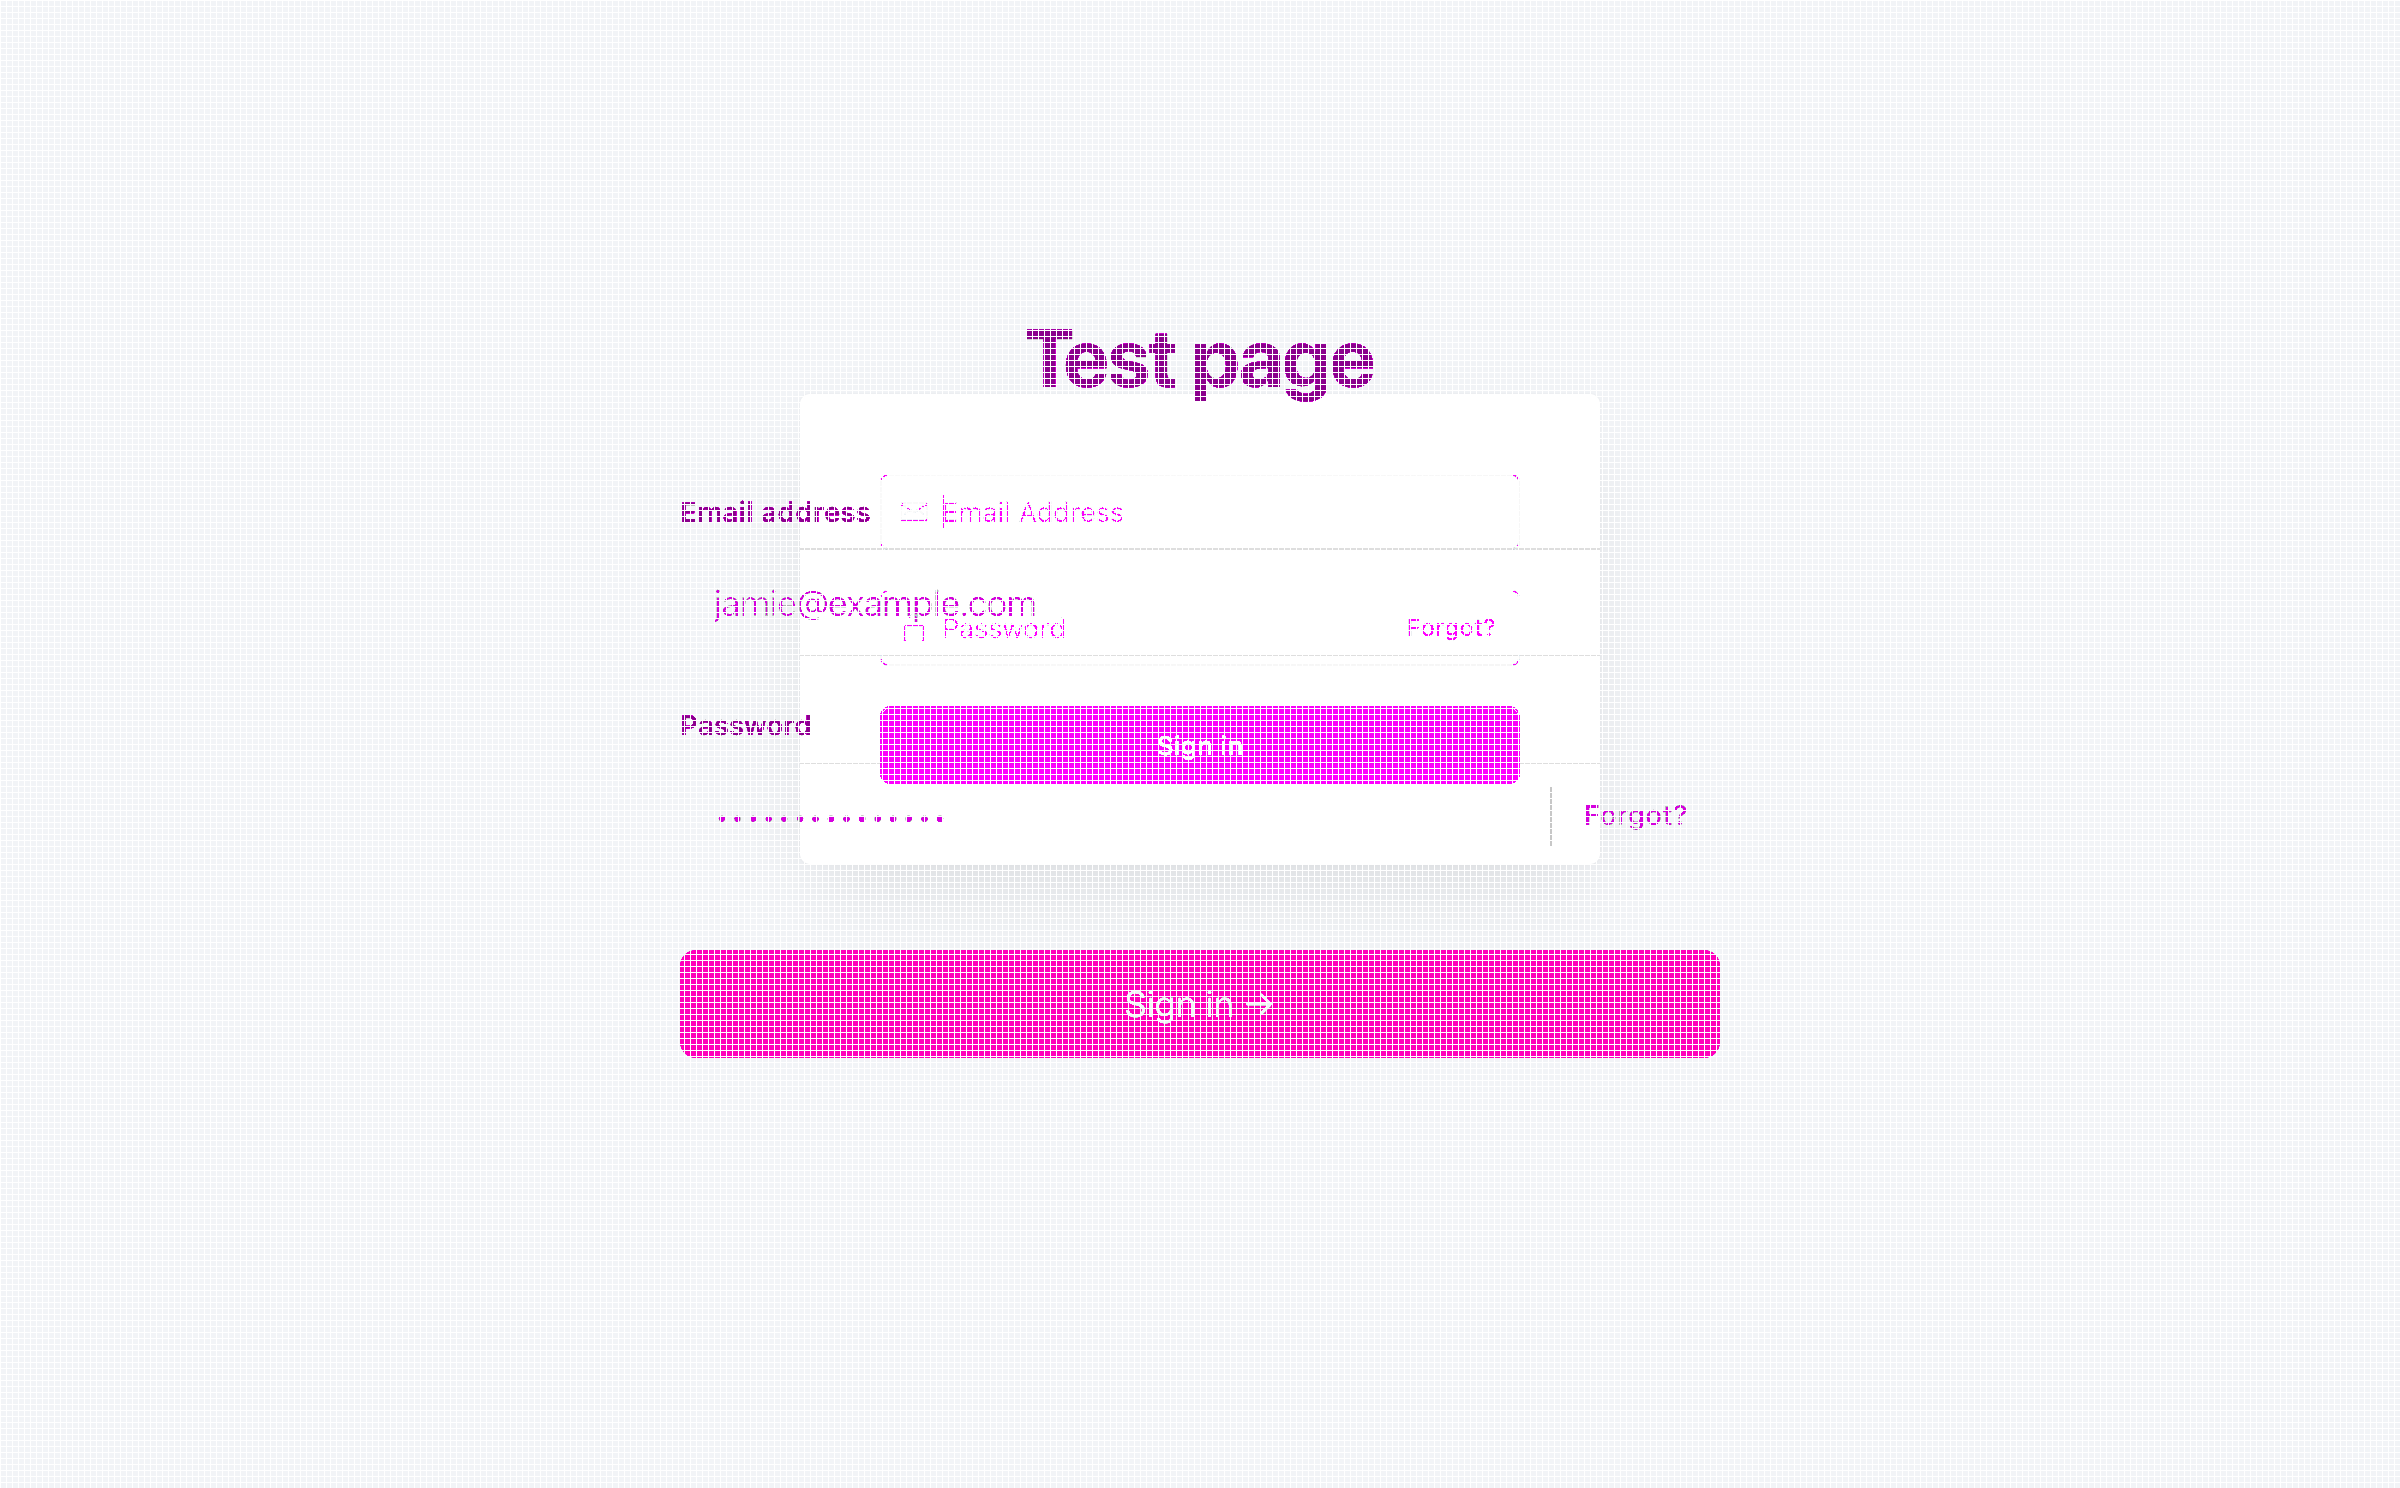 Test page
Email address
Email Address
jamie@example.com
Password
Forgot?
Password
Sign in
Forgot?
Sign in →